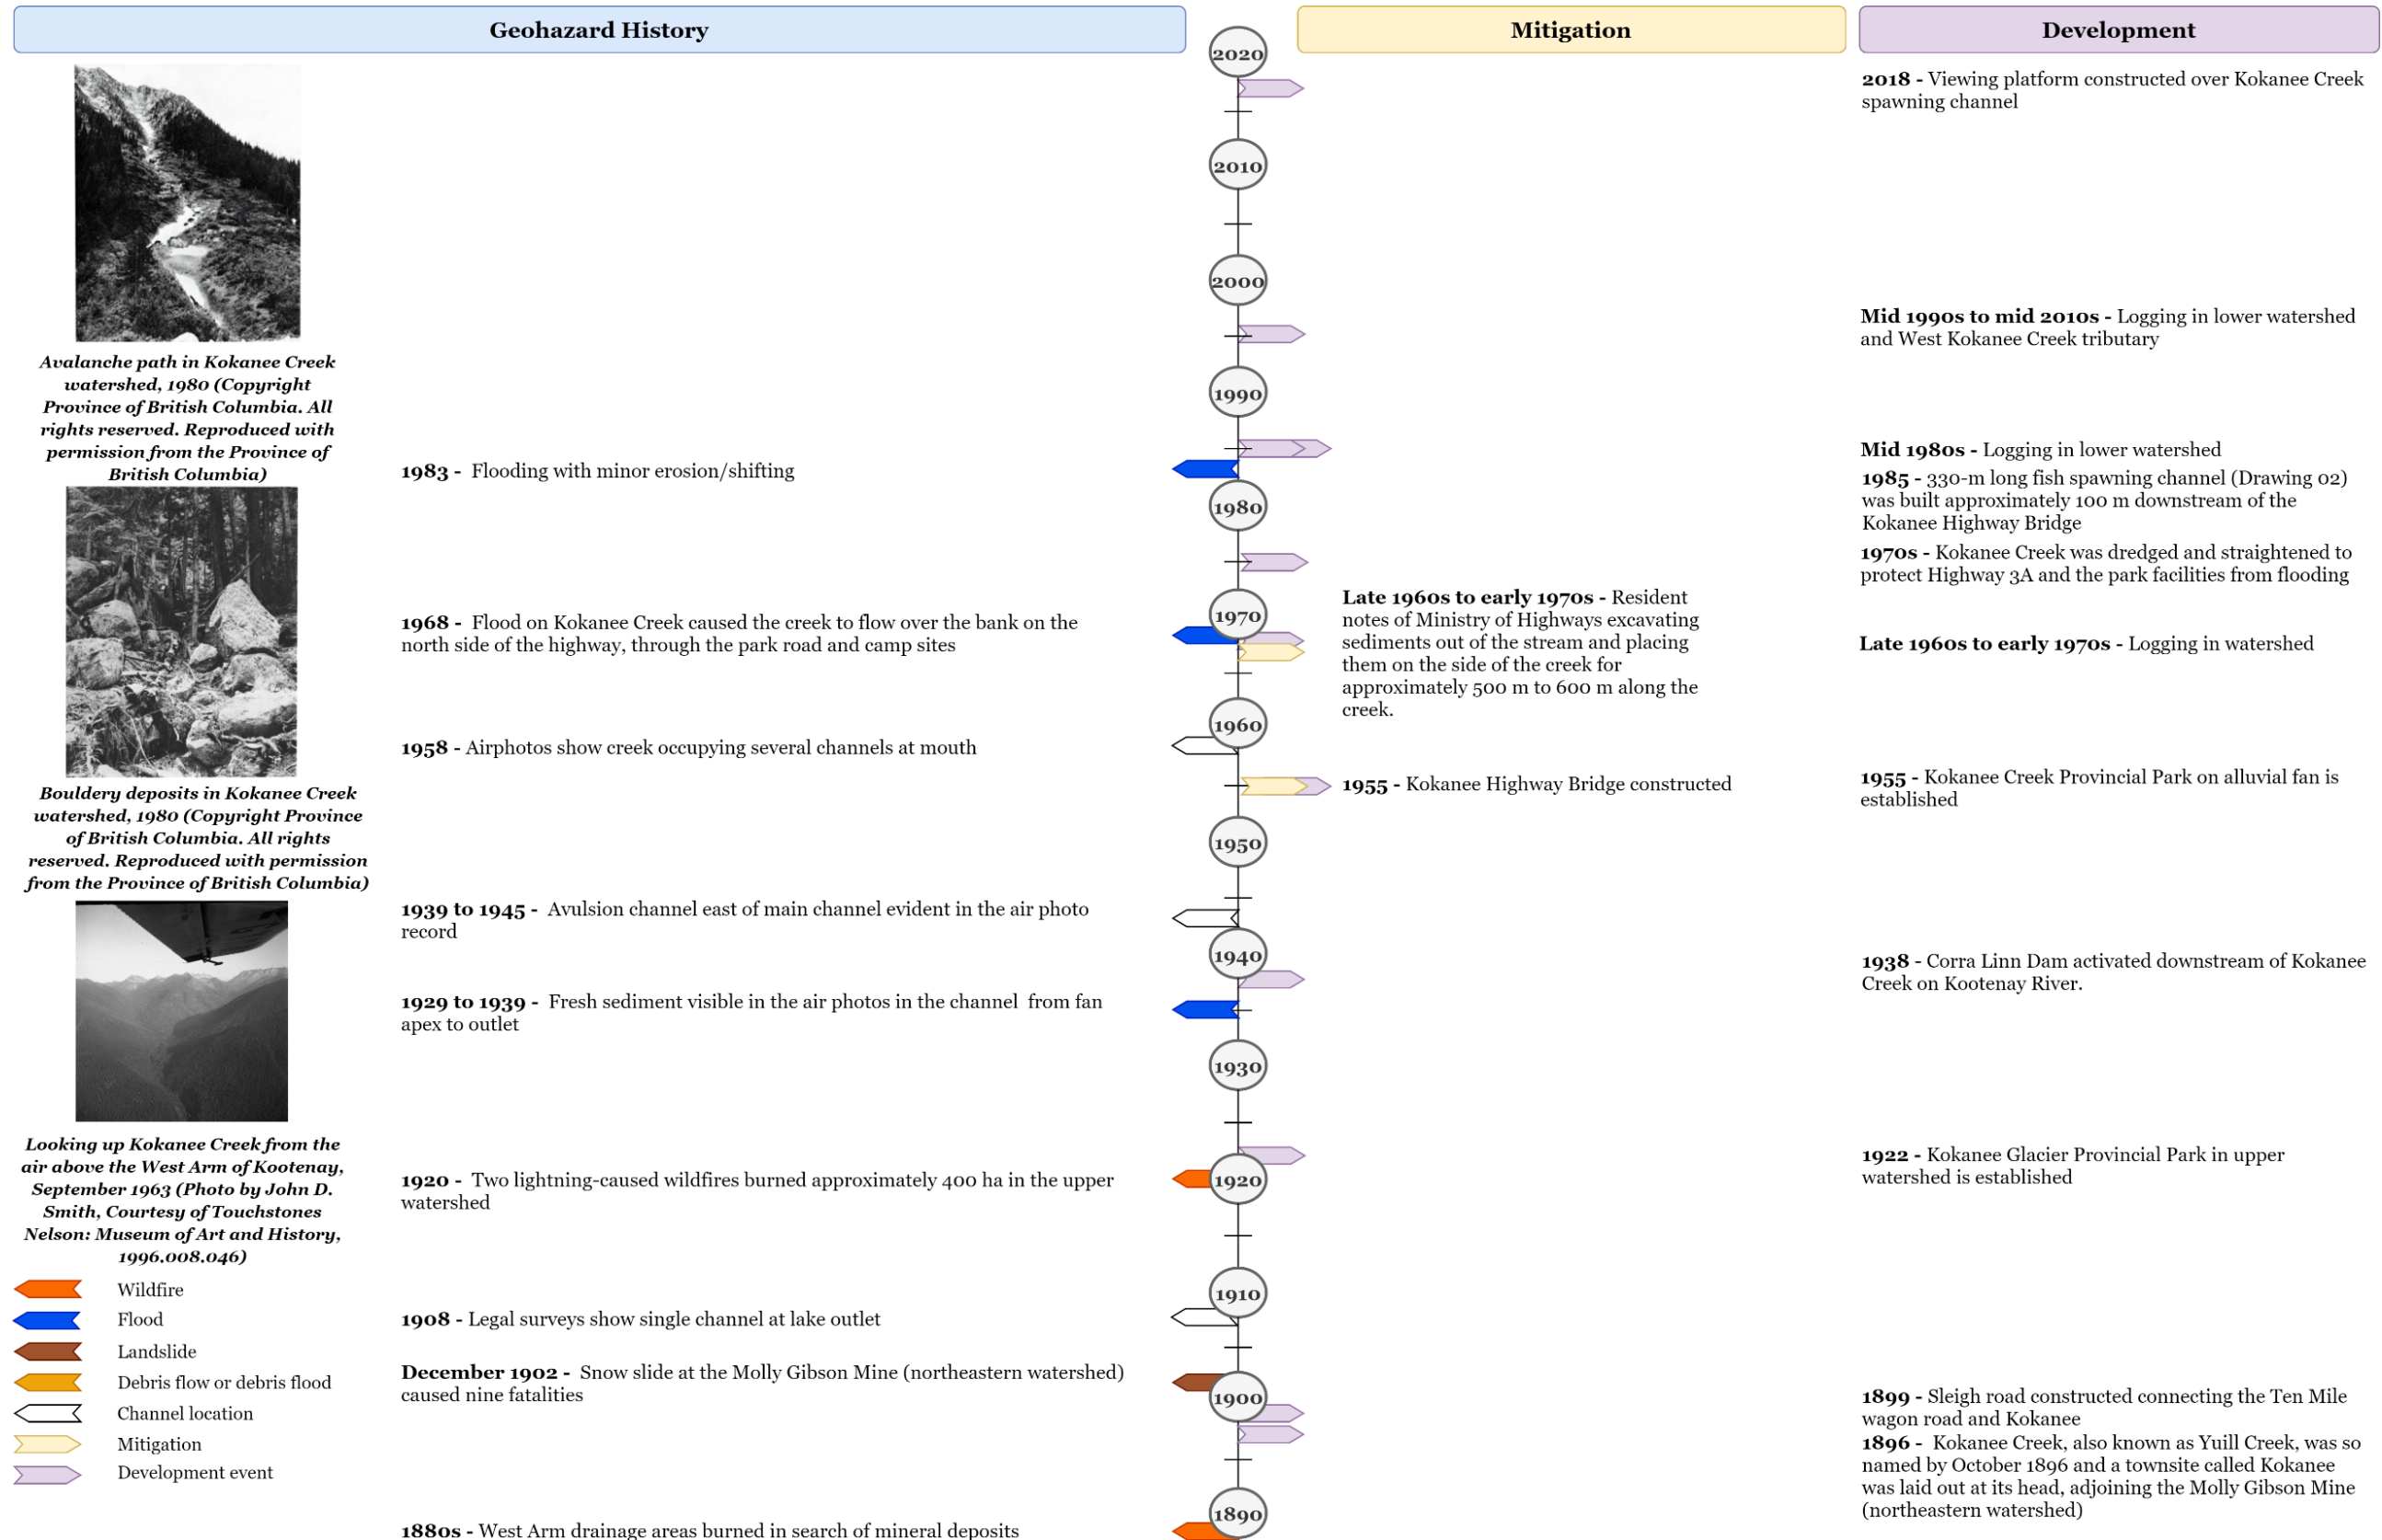 Geohazard History
Mitigation
Development
Avalanche path in Kokanee Creek
watershed, 1980 (Copyright
Province of British Columbia. All
rights reserved. Reproduced with
permission from the Province of
British Columbia)
Bouldery deposits in Kokanee Creek
watershed, 1980 (Copyright Province
of British Columbia. All rights
reserved. Reproduced with permission
from the Province of British Columbia)
Looking up Kokanee Creek from the
air above the West Arm of Kootenay,
September 1963 (Photo by John D.
Smith, Courtesy of Touchstones
Nelson: Museum of Art and History,
1996.008.046)
Wildfire
Flood
Landslide
Debris flow or debris flood
Channel location
Mitigation
Development event
1983 - Flooding with minor erosion/shifting
1968 - Flood on Kokanee Creek caused the creek to flow over the bank on the
north side of the highway, through the park road and camp sites
1958 - Airphotos show creek occupying several channels at mouth
1939 to 1945 - Avulsion channel east of main channel evident in the air photo
record
1929 to 1939 - Fresh sediment visible in the air photos in the channel from fan
apex to outlet
1920 - Two lightning-caused wildfires burned approximately 400 ha in the upper
watershed
1908 - Legal surveys show single channel at lake outlet
December 1902 - Snow slide at the Molly Gibson Mine (northeastern watershed)
caused nine fatalities
1880s - West Arm drainage areas burned in search of mineral deposits
2020
2010
2000
1990
1980
1970
1960
1950
1940
1930
1920
1910
1900
1890
Late 1960s to early 1970s - Resident
notes of Ministry of Highways excavating
sediments out of the stream and placing
them on the side of the creek for
approximately 500 m to 600 m along the
creek.
1955 - Kokanee Highway Bridge constructed
2018 - Viewing platform constructed over Kokanee Creek
spawning channel
Mid 1990s to mid 2010s - Logging in lower watershed
and West Kokanee Creek tributary
Mid 1980s - Logging in lower watershed
1985 - 330-m long fish spawning channel (Drawing 02)
was built approximately 100 m downstream of the
Kokanee Highway Bridge
1970s - Kokanee Creek was dredged and straightened to
protect Highway 3A and the park facilities from flooding
Late 1960s to early 1970s - Logging in watershed
1955 - Kokanee Creek Provincial Park on alluvial fan is
established
1938 - Corra Linn Dam activated downstream of Kokanee
Creek on Kootenay River.
1922 - Kokanee Glacier Provincial Park in upper
watershed is established
1899 - Sleigh road constructed connecting the Ten Mile
wagon road and Kokanee
1896 - Kokanee Creek, also known as Yuill Creek, was so
named by October 1896 and a townsite called Kokanee
was laid out at its head, adjoining the Molly Gibson Mine
(northeastern watershed)